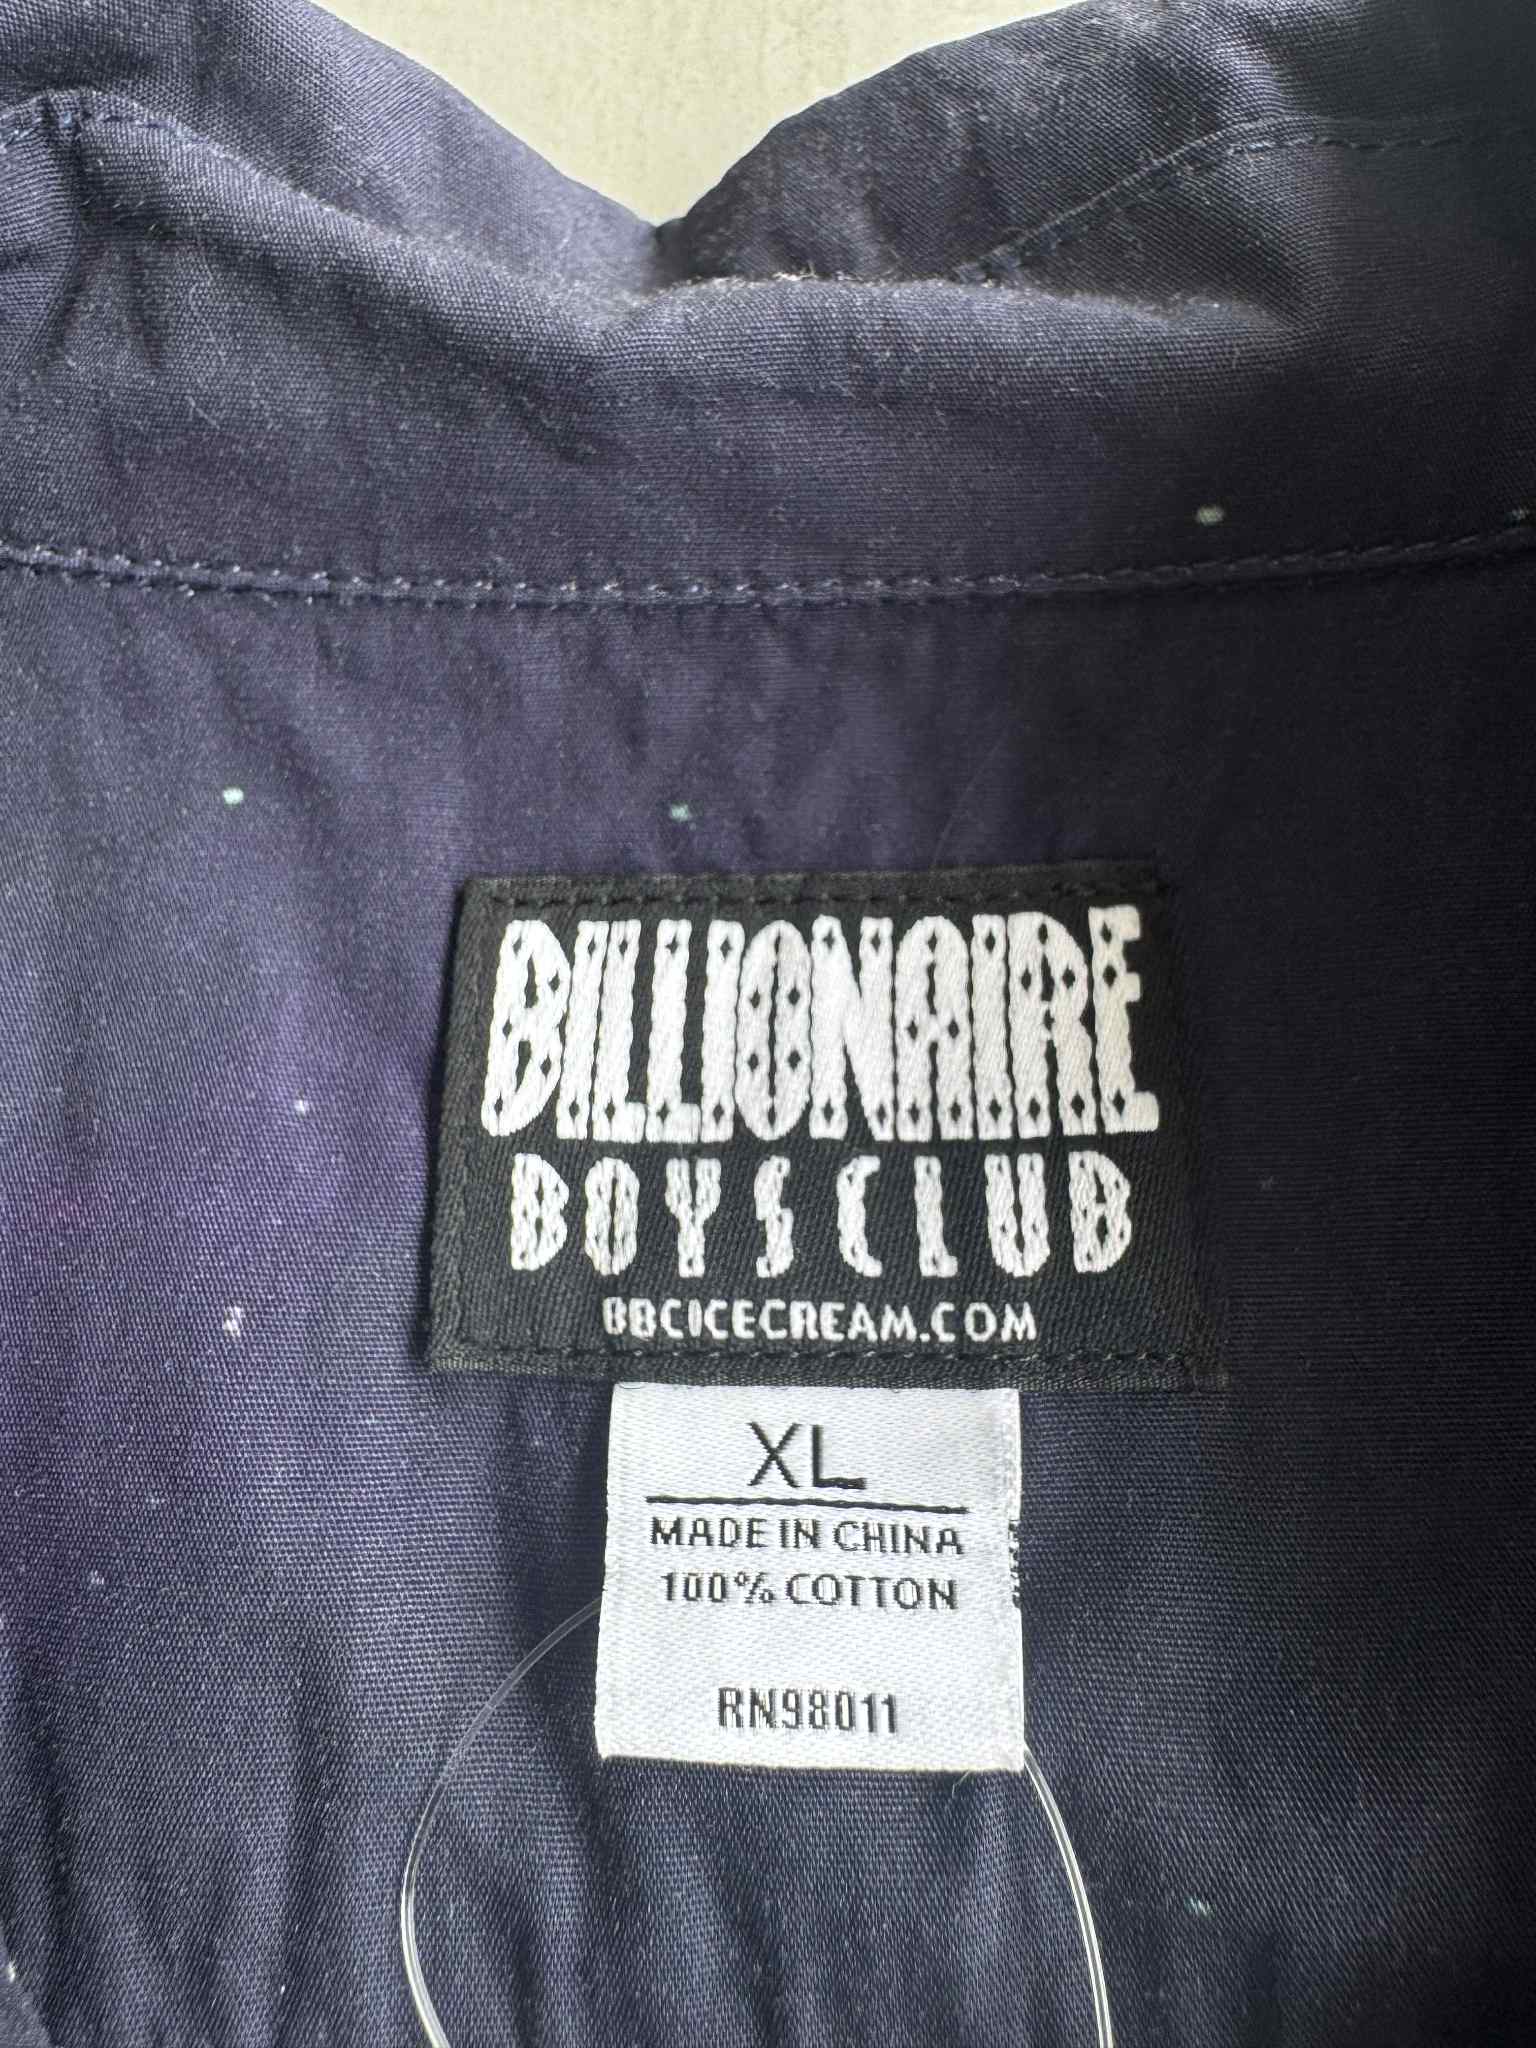 BILLIONAIRE
BOYS CLUB
BBCICECREAM.COM
XL
MADE IN CHINA
100% COTTON
RN98011